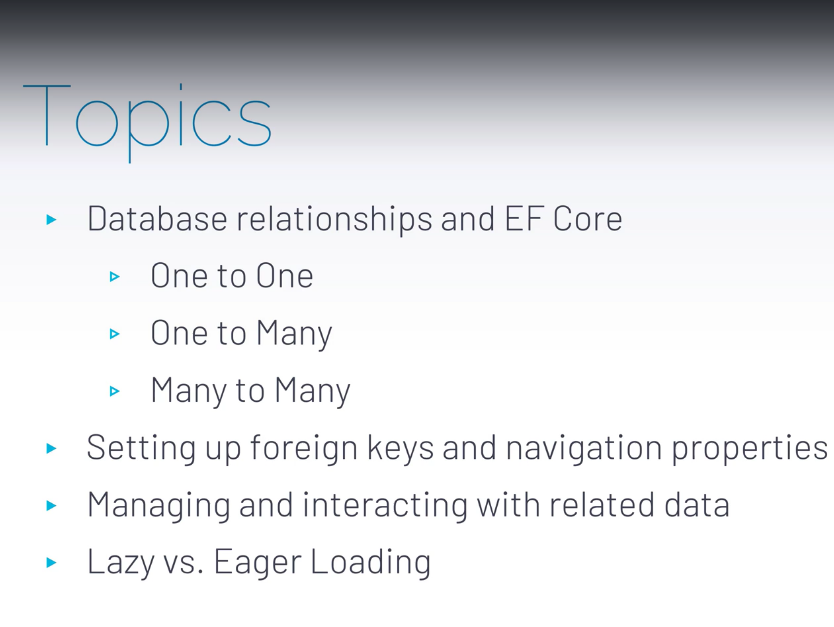 Topics
Database relationships and EF Core
One to One
One to Many
Many to Many
Setting up foreign keys and navigation properties
Managing and interacting with related data
Lazy vs. Eager Loading